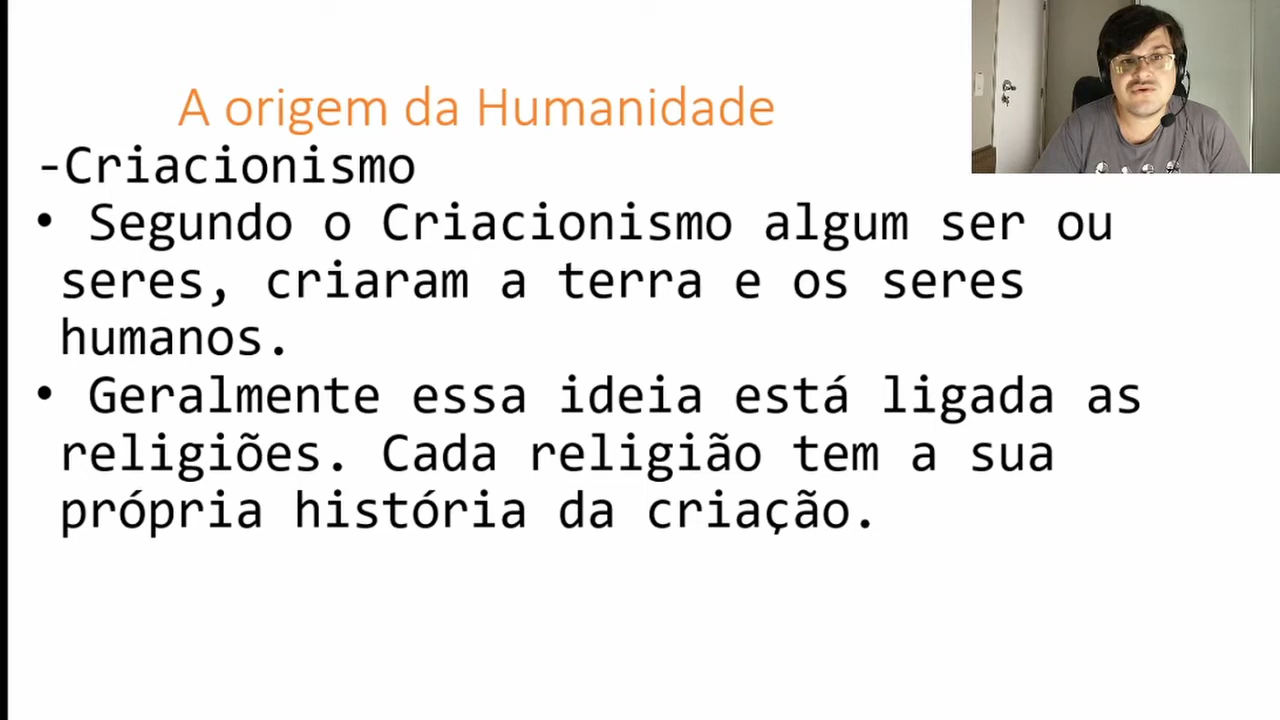 A origem da Humanidade
-Criacionismo
• Segundo o Criacionismo algum ser ou
seres, criaram a terra e os seres
humanos.
• Geralmente essa ideia está ligada as
religiões. Cada religião tem a sua
própria história da criação.